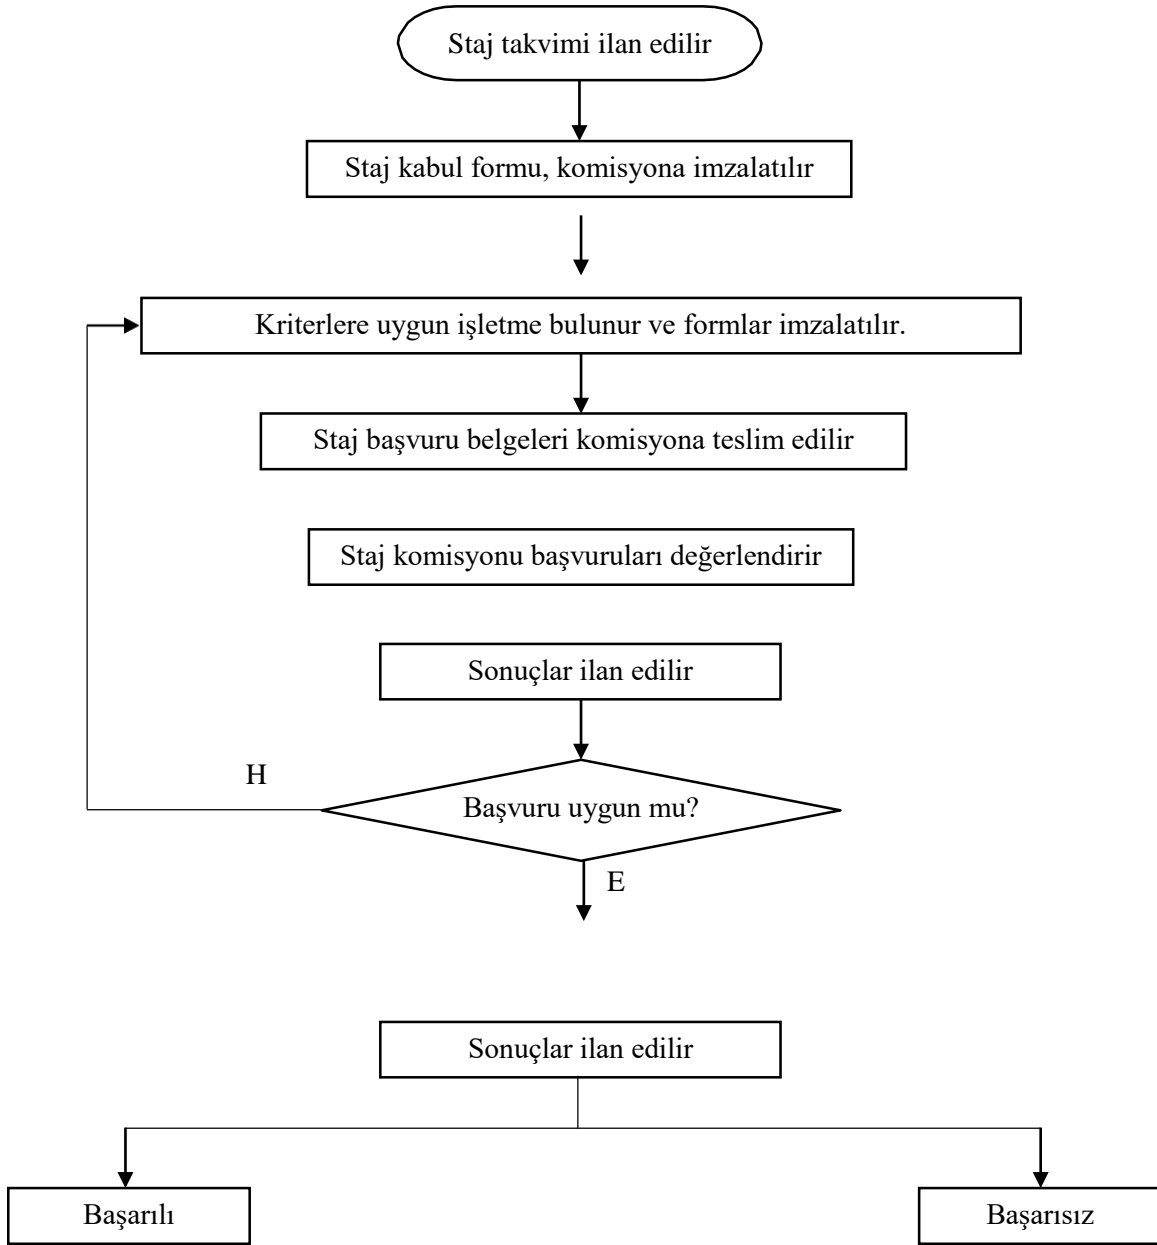 Staj takvimi ilan edilir
Staj kabul formu, komisyona imzalatılır
Kriterlere uygun işletme bulunur ve formlar imzalatılır.
Staj başvuru belgeleri komisyona teslim edilir
Staj komisyonu başvuruları değerlendirir
Sonuçlar ilan edilir
H
Başvuru uygun mu?
E
Sonuçlar ilan edilir
Başarılı
Başarısız